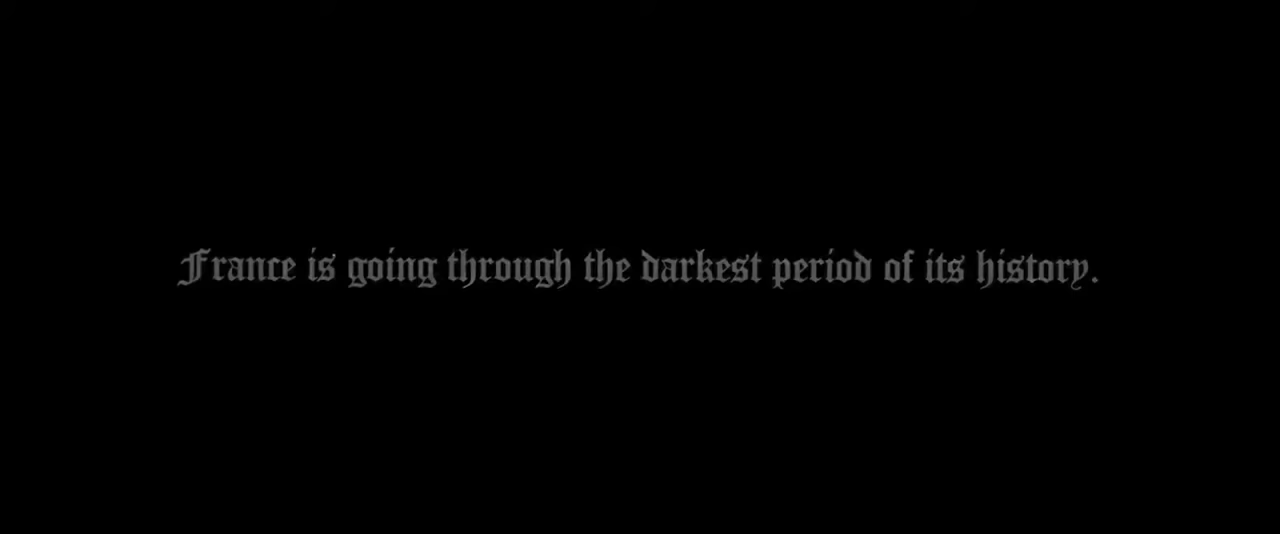 France is going through the darkest period of its history.